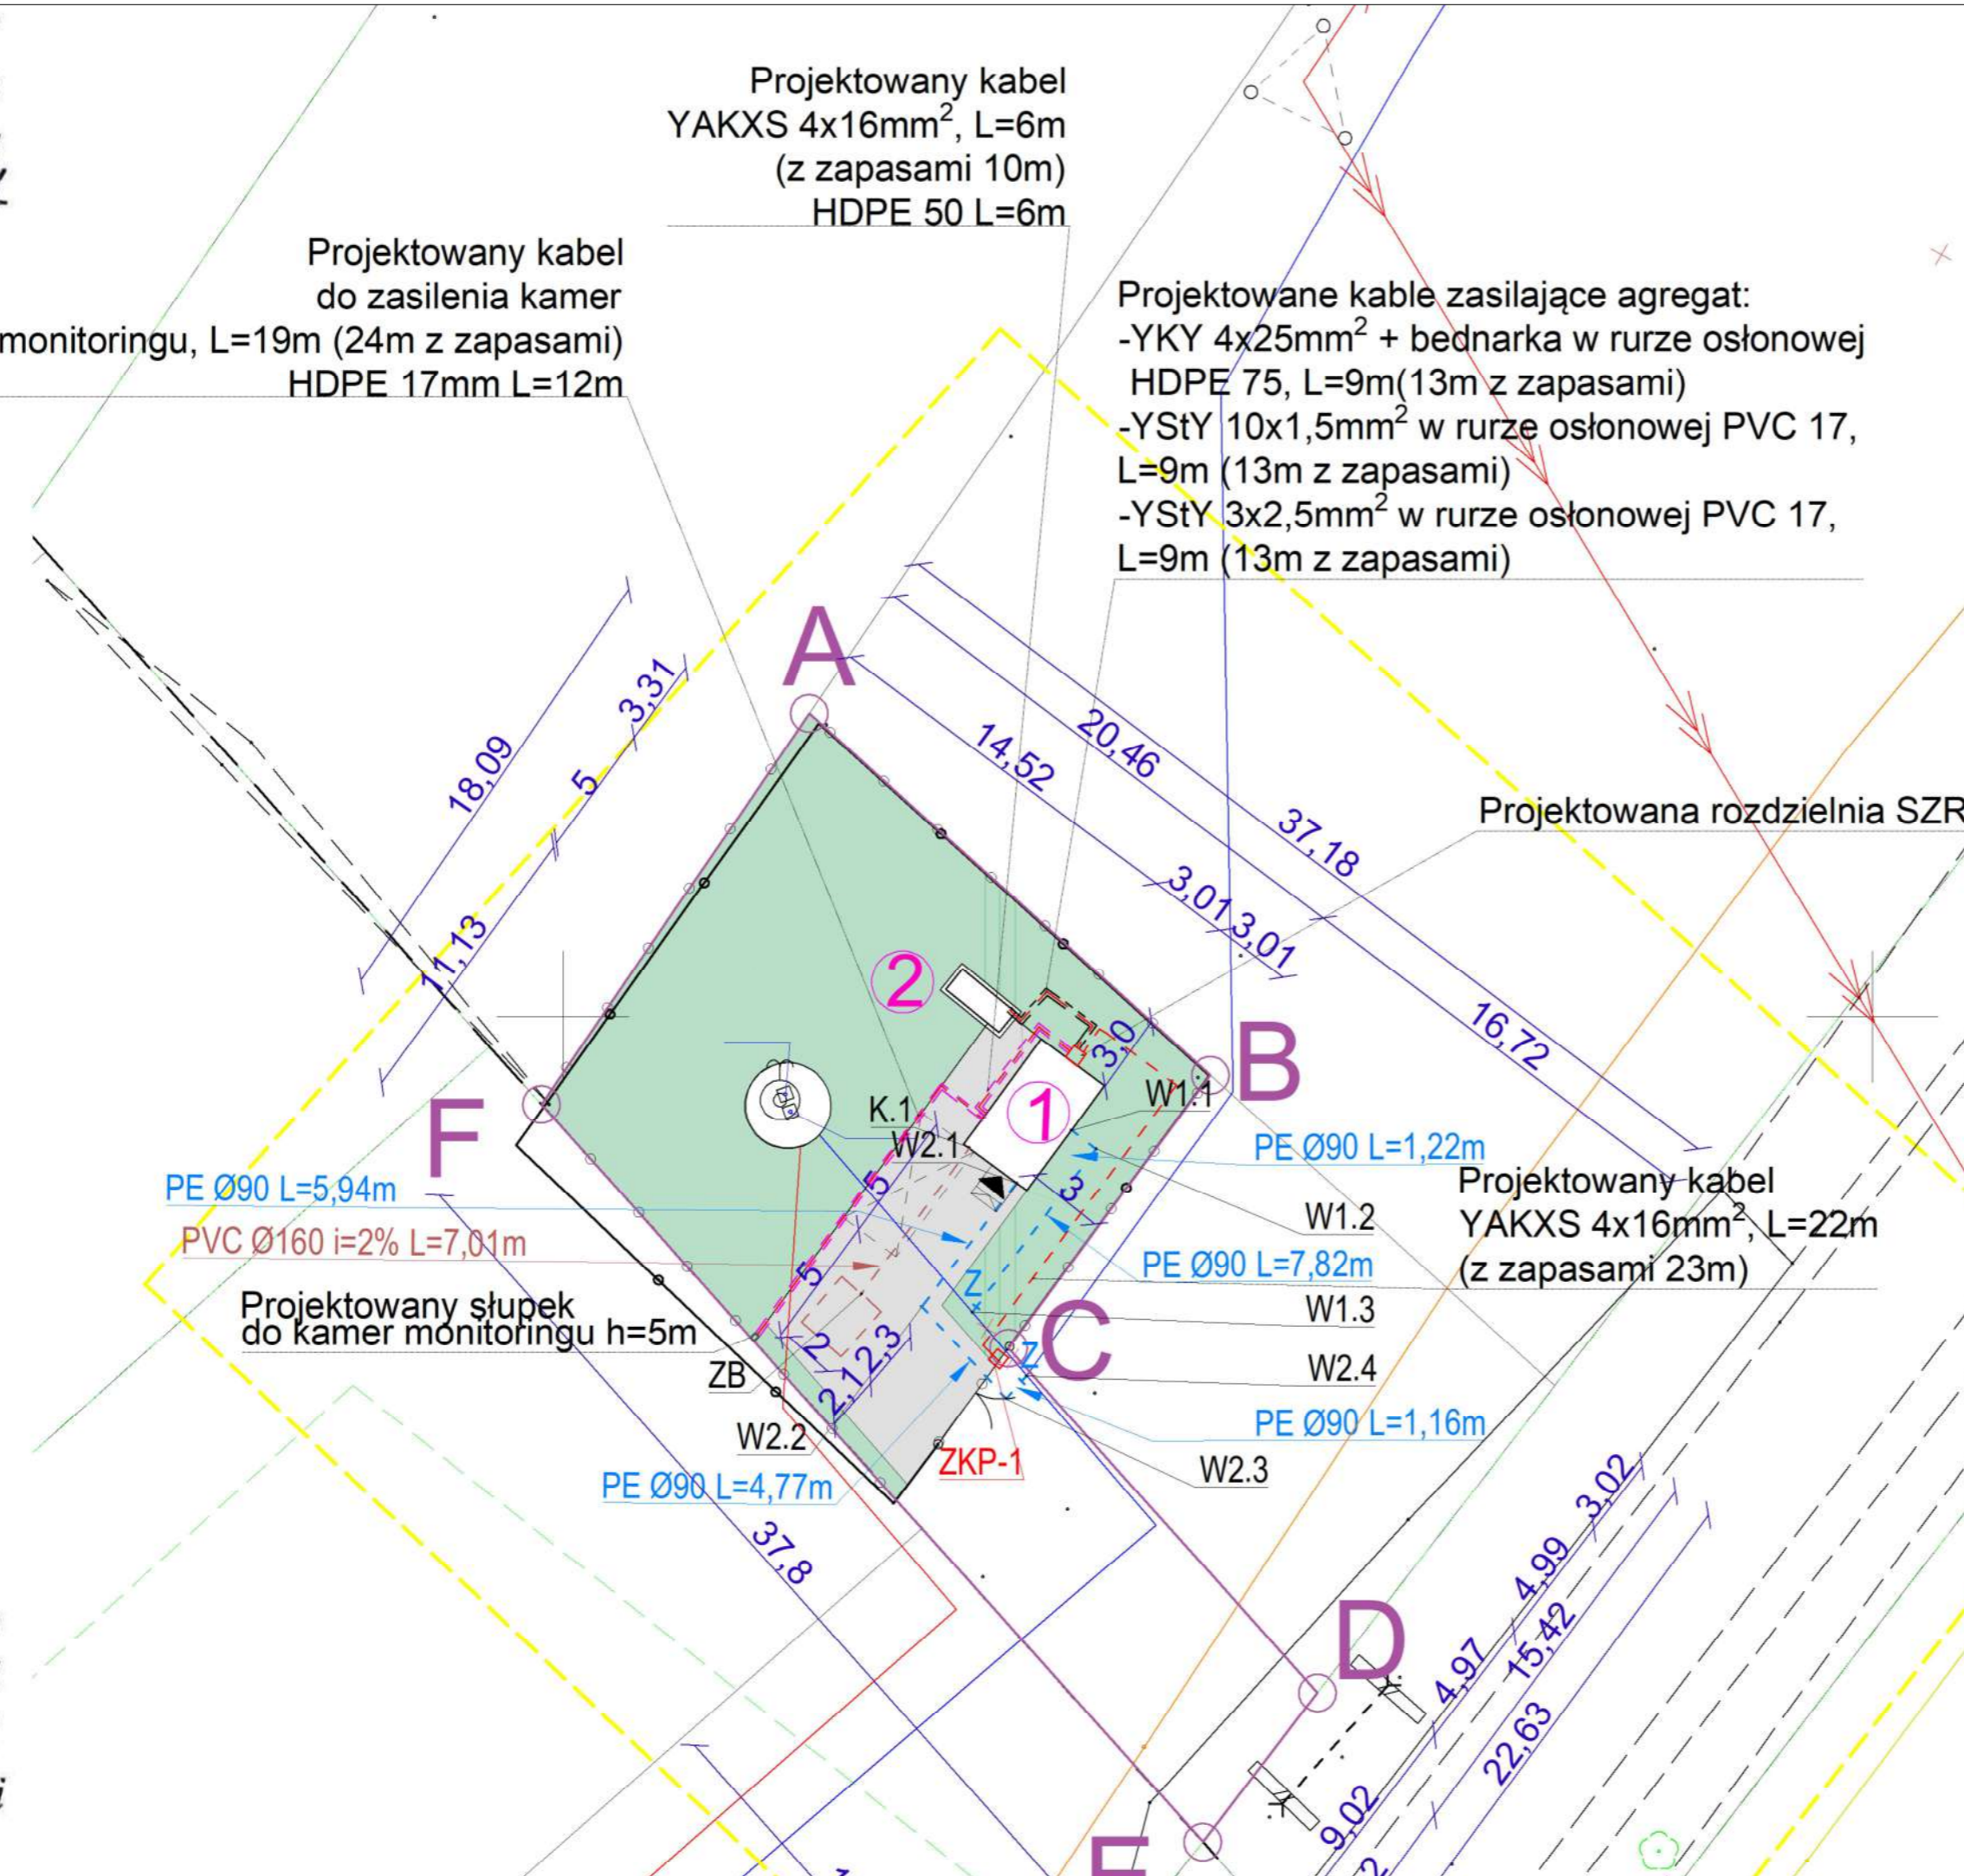 Projektowany kabel
YAKXS 4x16mm², L=6m
(z zapasami 10m)
HDPE 50 L=6m
Projektowany kabel
do zasilenia kamer
monitoringu, L=19m (24m z zapasami)
HDPE 17mm L=12m
Projektowane kable zasilające agregat:
-YKY 4x25mm² + bednarka w rurze osłonowej
HDPE 75, L=9m(13m z zapasami)
-YStY 10x1,5mm² w rurze osłonowej PVC 17,
L=9m (13m z zapasami)
-YStY 3x2,5mm² w rurze osłonowej PVC 17,
L=9m (13m z zapasami)
A
3,31
18,09
5
11,13
14,52
20,46
37,18
Projektowana rozdzielnia SZR
3,01
3,01
16,72
2
3,0
B
1
K.1
W1.1
W2.1
F
PE Ø90 L=1,22m
PE Ø90 L=5,94m
5
3
Projektowany kabel
YAKXS 4x16mm², L=22m
(z zapasami 23m)
W1.2
PVC Ø160 i=2% L=7,01m
PE Ø90 L=7,82m
5
Z
Projektowany słupek
do kamer monitoringu h=5m
W1.3
C
Z
2
2,3
2,1
ZB
W2.4
PE Ø90 L=1,16m
W2.2
ZKP-1
W2.3
PE Ø90 L=4,77m
37,8
3,02
4,99
15,42
4,97
D
22,63
9,02
E
2